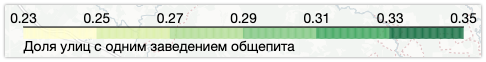 0.23 0.25 0.27 0.29 0.31 0.33 0.35
Доля улиц с одним заведением общепита